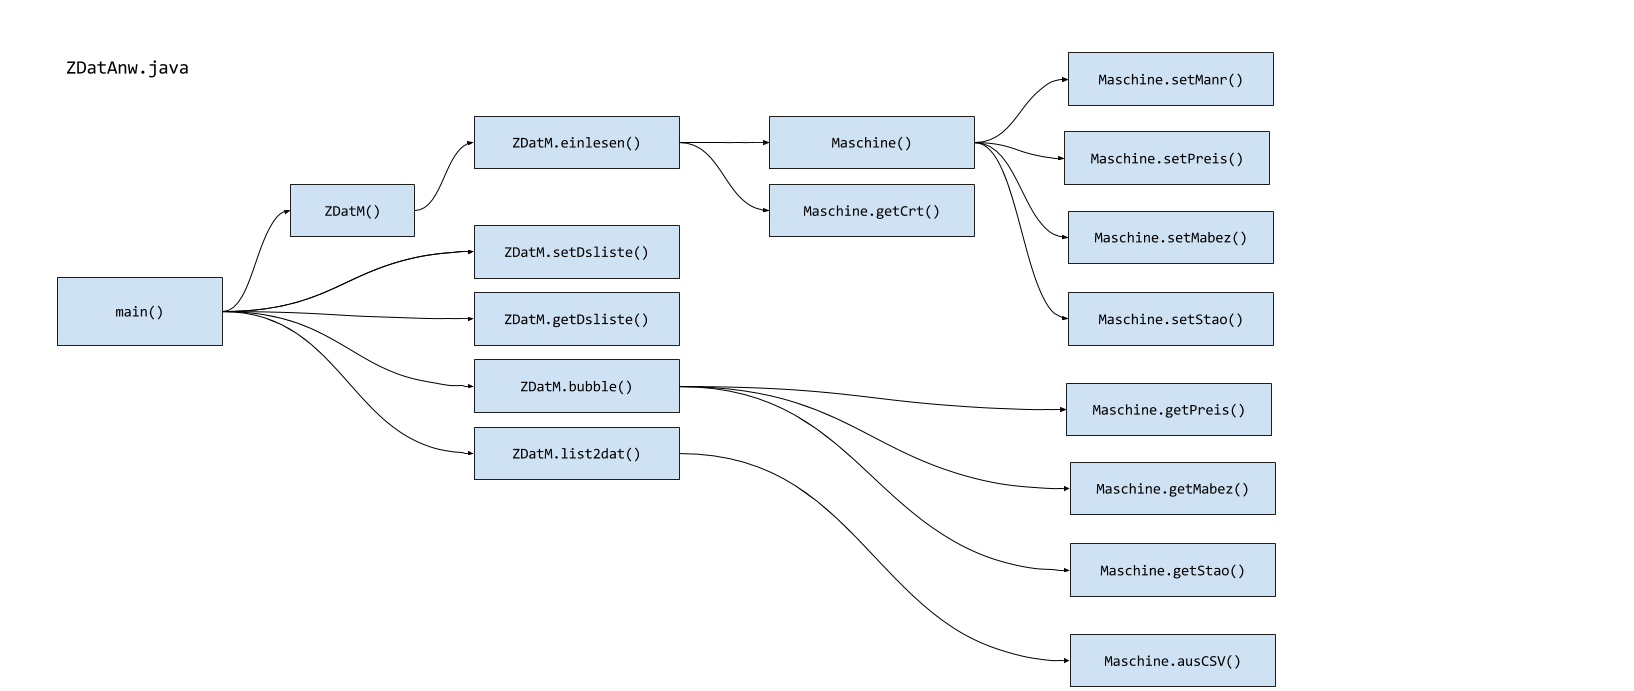 ZDatAnw.java
main()
ZDatM()
ZDatM.einlesen()
ZDatM.setDsliste()
ZDatM.getDsliste()
ZDatM.bubble()
ZDatM.list2dat()
Maschine()
Maschine.getCrt()
Maschine.setManr()
Maschine.setPreis()
Maschine.setMabez()
Maschine.setStao()
Maschine.getPreis()
Maschine.getMabez()
Maschine.getStao()
Maschine.ausCSV()